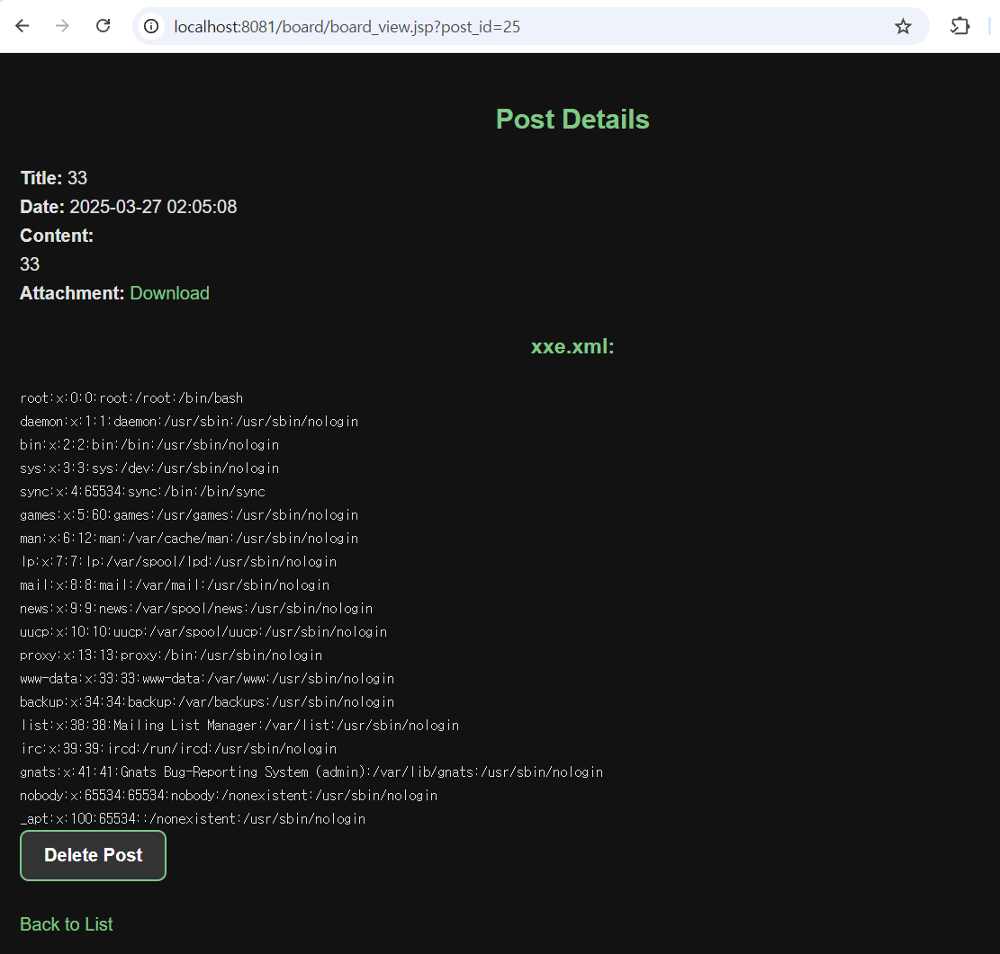 localhost:8081/board/board_view.jsp?post_id=25
Post Details
Title: 33
Date: 2025-03-27 02:05:08
Content:
33
Attachment: Download
xxe.xml:
root:x:0:0:root:/root:/bin/bash
daemon:x:1:1:daemon:/usr/sbin:/usr/sbin/nologin
bin:x:2:2:bin:/bin:/usr/sbin/nologin
sys:x:3:3:sys:/dev:/usr/sbin/nologin
sync:x:4:65534:sync:/bin:/bin/sync
games:x:5:60:games:/usr/games:/usr/sbin/nologin
man:x:6:12:man:/var/cache/man:/usr/sbin/nologin
lp:x:7:7:lp:/var/spool/lpd:/usr/sbin/nologin
mail:x:8:8:mail:/var/mail:/usr/sbin/nologin
news:x:9:9:news:/var/spool/news:/usr/sbin/nologin
uucp:x:10:10:uucp:/var/spool/uucp:/usr/sbin/nologin
proxy:x:13:13:proxy:/bin:/usr/sbin/nologin
www-data:x:33:33:www-data:/var/www:/usr/sbin/nologin
backup:x:34:34:backup:/var/backups:/usr/sbin/nologin
list:x:38:38:Mailing List Manager:/var/list:/usr/sbin/nologin
irc:x:39:39:ircd:/run/ircd:/usr/sbin/nologin
gnats:x:41:41:Gnats Bug-Reporting System (admin):/var/lib/gnats:/usr/sbin/nologin
nobody:x:65534:65534:nobody:/nonexistent:/usr/sbin/nologin
_apt:x:100:65534::/nonexistent:/usr/sbin/nologin
Delete Post
Back to List